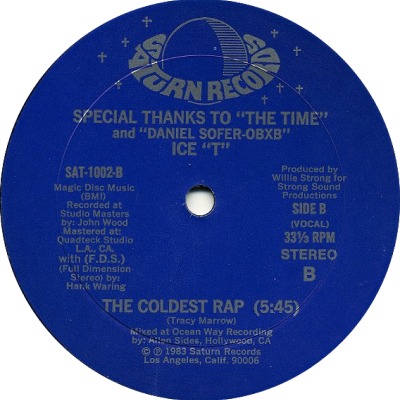 SATURN RECORDS
SPECIAL THANKS TO "THE TIME"
and "DANIEL SOFER-OBXB"
ICE "T"
SAT-1002-B
Magic Disc Music
(BMI)
Recorded at
Studio Masters
by: John Wood
Mastered at:
Quadteck Studio
L.A., CA.
with (F.D.S.)
(Full Dimension
Stereo) by:
Hank Waring
Produced by
Willie Strong for
Strong Sound
Productions
SIDE B
(VOCAL)
33⅓ RPM
STEREO
B
THE COLDEST RAP (5:45)
(Tracy Marrow)
Mixed at Ocean Way Recording
by: Allen Sides, Hollywood, CA
© ℗ 1983 Saturn Records
Los Angeles, Calif. 90006